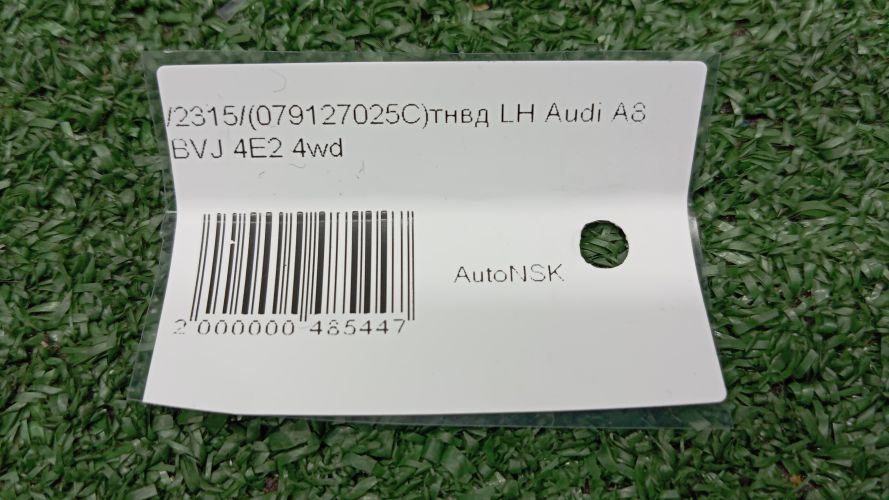 /2315/(079127025C)тнвд LH Audi A8
BVJ 4E2 4wd
AutoNSK
2 000000 485447